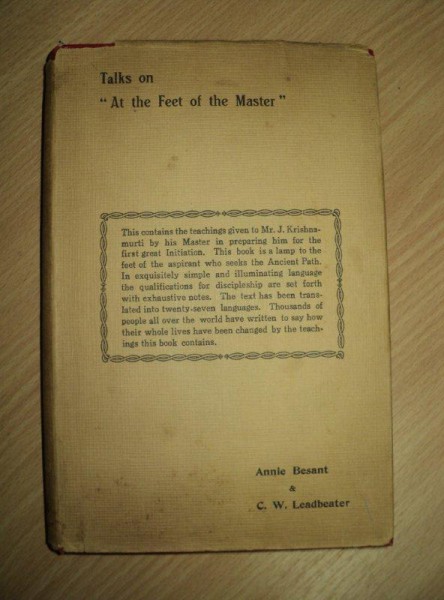 Talks on
"At the Feet of the Master"
This contains the teachings given to Mr. J. Krishna-
murti by his Master in preparing him for the
first great Initiation. This book is a lamp to the
feet of the aspirant who seeks the Ancient Path.
In exquisitely simple and illuminating language
the qualifications for discipleship are set forth
with exhaustive notes. The text has been trans-
lated into twenty-seven languages. Thousands of
people all over the world have written to say how
their whole lives have been changed by the teach-
ings this book contains.
Annie Besant
&
C. W. Leadbeater